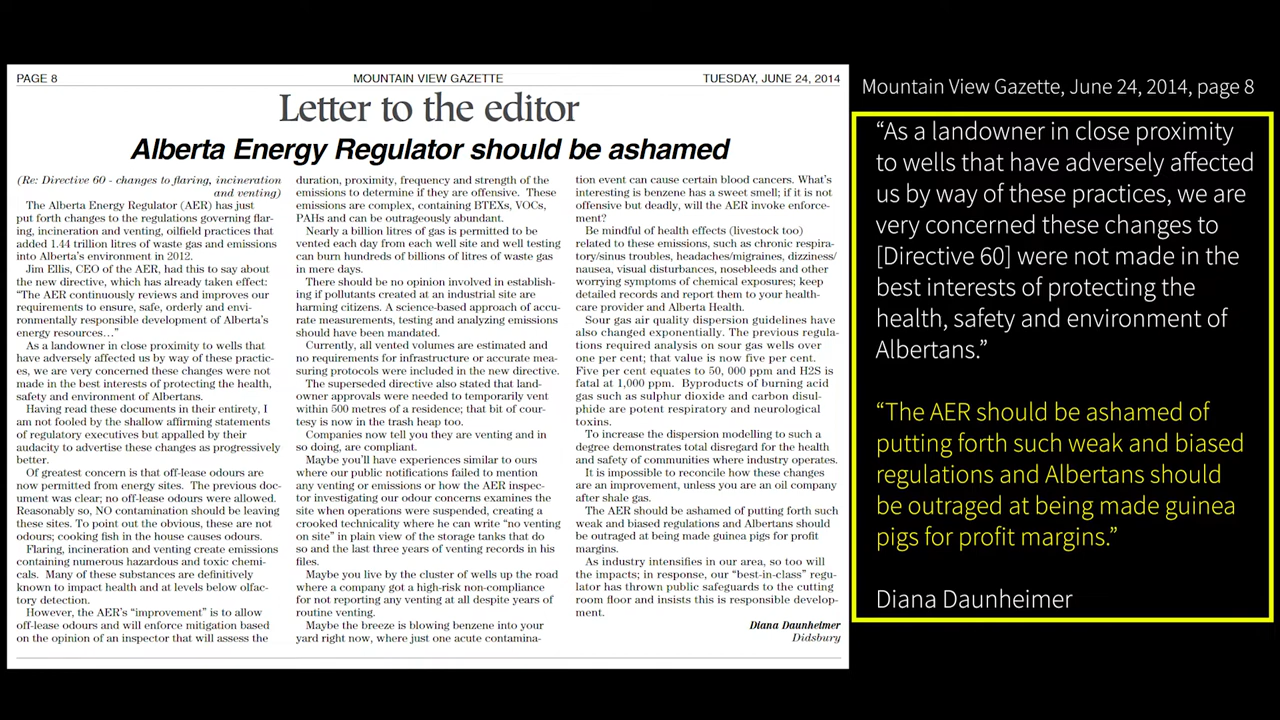 PAGE 8 MOUNTAIN VIEW GAZETTE TUESDAY, JUNE 24, 2014
Letter to the editor
Alberta Energy Regulator should be ashamed
(Re: Directive 60 - changes to flaring, incineration
and venting)
The Alberta Energy Regulator (AER) has just
put forth changes to the regulations governing flar-
ing, incineration and venting, oilfield practices that
added 1.44 trillion litres of waste gas and emissions
into Alberta's environment in 2012.
Jim Ellis, CEO of the AER, had this to say about
the new directive, which has already taken effect:
"The AER continuously reviews and improves our
requirements to ensure, safe, orderly and envi-
ronmentally responsible development of Alberta's
energy resources…"
As a landowner in close proximity to wells that
have adversely affected us by way of these practic-
es, we are very concerned these changes were not
made in the best interests of protecting the health,
safety and environment of Albertans.
Having read these documents in their entirety, I
am not fooled by the shallow affirming statements
of regulatory executives but appalled by their
audacity to advertise these changes as progressively
better.
Of greatest concern is that off-lease odours are
now permitted from energy sites. The previous doc-
ument was clear; no off-lease odours were allowed.
Reasonably so, NO contamination should be leaving
these sites. To point out the obvious, these are not
odours; cooking fish in the house causes odours.
Flaring, incineration and venting create emissions
containing numerous hazardous and toxic chemi-
cals. Many of these substances are definitively
known to impact health and at levels below olfac-
tory detection.
However, the AER's "improvement" is to allow
off-lease odours and will enforce mitigation based
on the opinion of an inspector that will assess the
duration, proximity, frequency and strength of the
emissions to determine if they are offensive. These
emissions are complex, containing BTEXs, VOCs,
PAHs and can be outrageously abundant.
Nearly a billion litres of gas is permitted to be
vented each day from each well site and well testing
can burn hundreds of billions of litres of waste gas
in mere days.
There should be no opinion involved in establish-
ing if pollutants created at an industrial site are
harming citizens. A science-based approach of accu-
rate measurements, testing and analyzing emissions
should have been mandated.
Currently, all vented volumes are estimated and
no requirements for infrastructure or accurate mea-
suring protocols were included in the new directive.
The superseded directive also stated that land-
owner approvals were needed to temporarily vent
within 500 metres of a residence; that bit of cour-
tesy is now in the trash heap too.
Companies now tell you they are venting and in
so doing, are compliant.
Maybe you'll have experiences similar to ours
where our public notifications failed to mention
any venting or emissions or how the AER inspec-
tor investigating our odour concerns examines the
site when operations were suspended, creating a
crooked technicality where he can write "no venting
on site" in plain view of the storage tanks that do
so and the last three years of venting records in his
files.
Maybe you live by the cluster of wells up the road
where a company got a high-risk non-compliance
for not reporting any venting at all despite years of
routine venting.
Maybe the breeze is blowing benzene into your
yard right now, where just one acute contamina-
tion event can cause certain blood cancers. What's
interesting is benzene has a sweet smell; if it is not
offensive but deadly, will the AER invoke enforce-
ment?
Be mindful of health effects (livestock too)
related to these emissions, such as chronic respira-
tory/sinus troubles, headaches/migraines, dizziness/
nausea, visual disturbances, nosebleeds and other
worrying symptoms of chemical exposures; keep
detailed records and report them to your health-
care provider and Alberta Health.
Sour gas air quality dispersion guidelines have
also changed exponentially. The previous regula-
tions required analysis on sour gas wells over
one per cent; that value is now five per cent.
Five per cent equates to 50, 000 ppm and H2S is
fatal at 1,000 ppm. Byproducts of burning acid
gas such as sulphur dioxide and carbon disul-
phide are potent respiratory and neurological
toxins.
To increase the dispersion modelling to such a
degree demonstrates total disregard for the health
and safety of communities where industry operates.
It is impossible to reconcile how these changes
are an improvement, unless you are an oil company
after shale gas.
The AER should be ashamed of putting forth such
weak and biased regulations and Albertans should
be outraged at being made guinea pigs for profit
margins.
As industry intensifies in our area, so too will
the impacts; in response, our "best-in-class" regu-
lator has thrown public safeguards to the cutting
room floor and insists this is responsible develop-
ment.
Diana Daunheimer
Didsbury
Mountain View Gazette, June 24, 2014, page 8
“As a landowner in close proximity
to wells that have adversely affected
us by way of these practices, we are
very concerned these changes to
[Directive 60] were not made in the
best interests of protecting the
health, safety and environment of
Albertans.”
“The AER should be ashamed of
putting forth such weak and biased
regulations and Albertans should
be outraged at being made guinea
pigs for profit margins.”
Diana Daunheimer